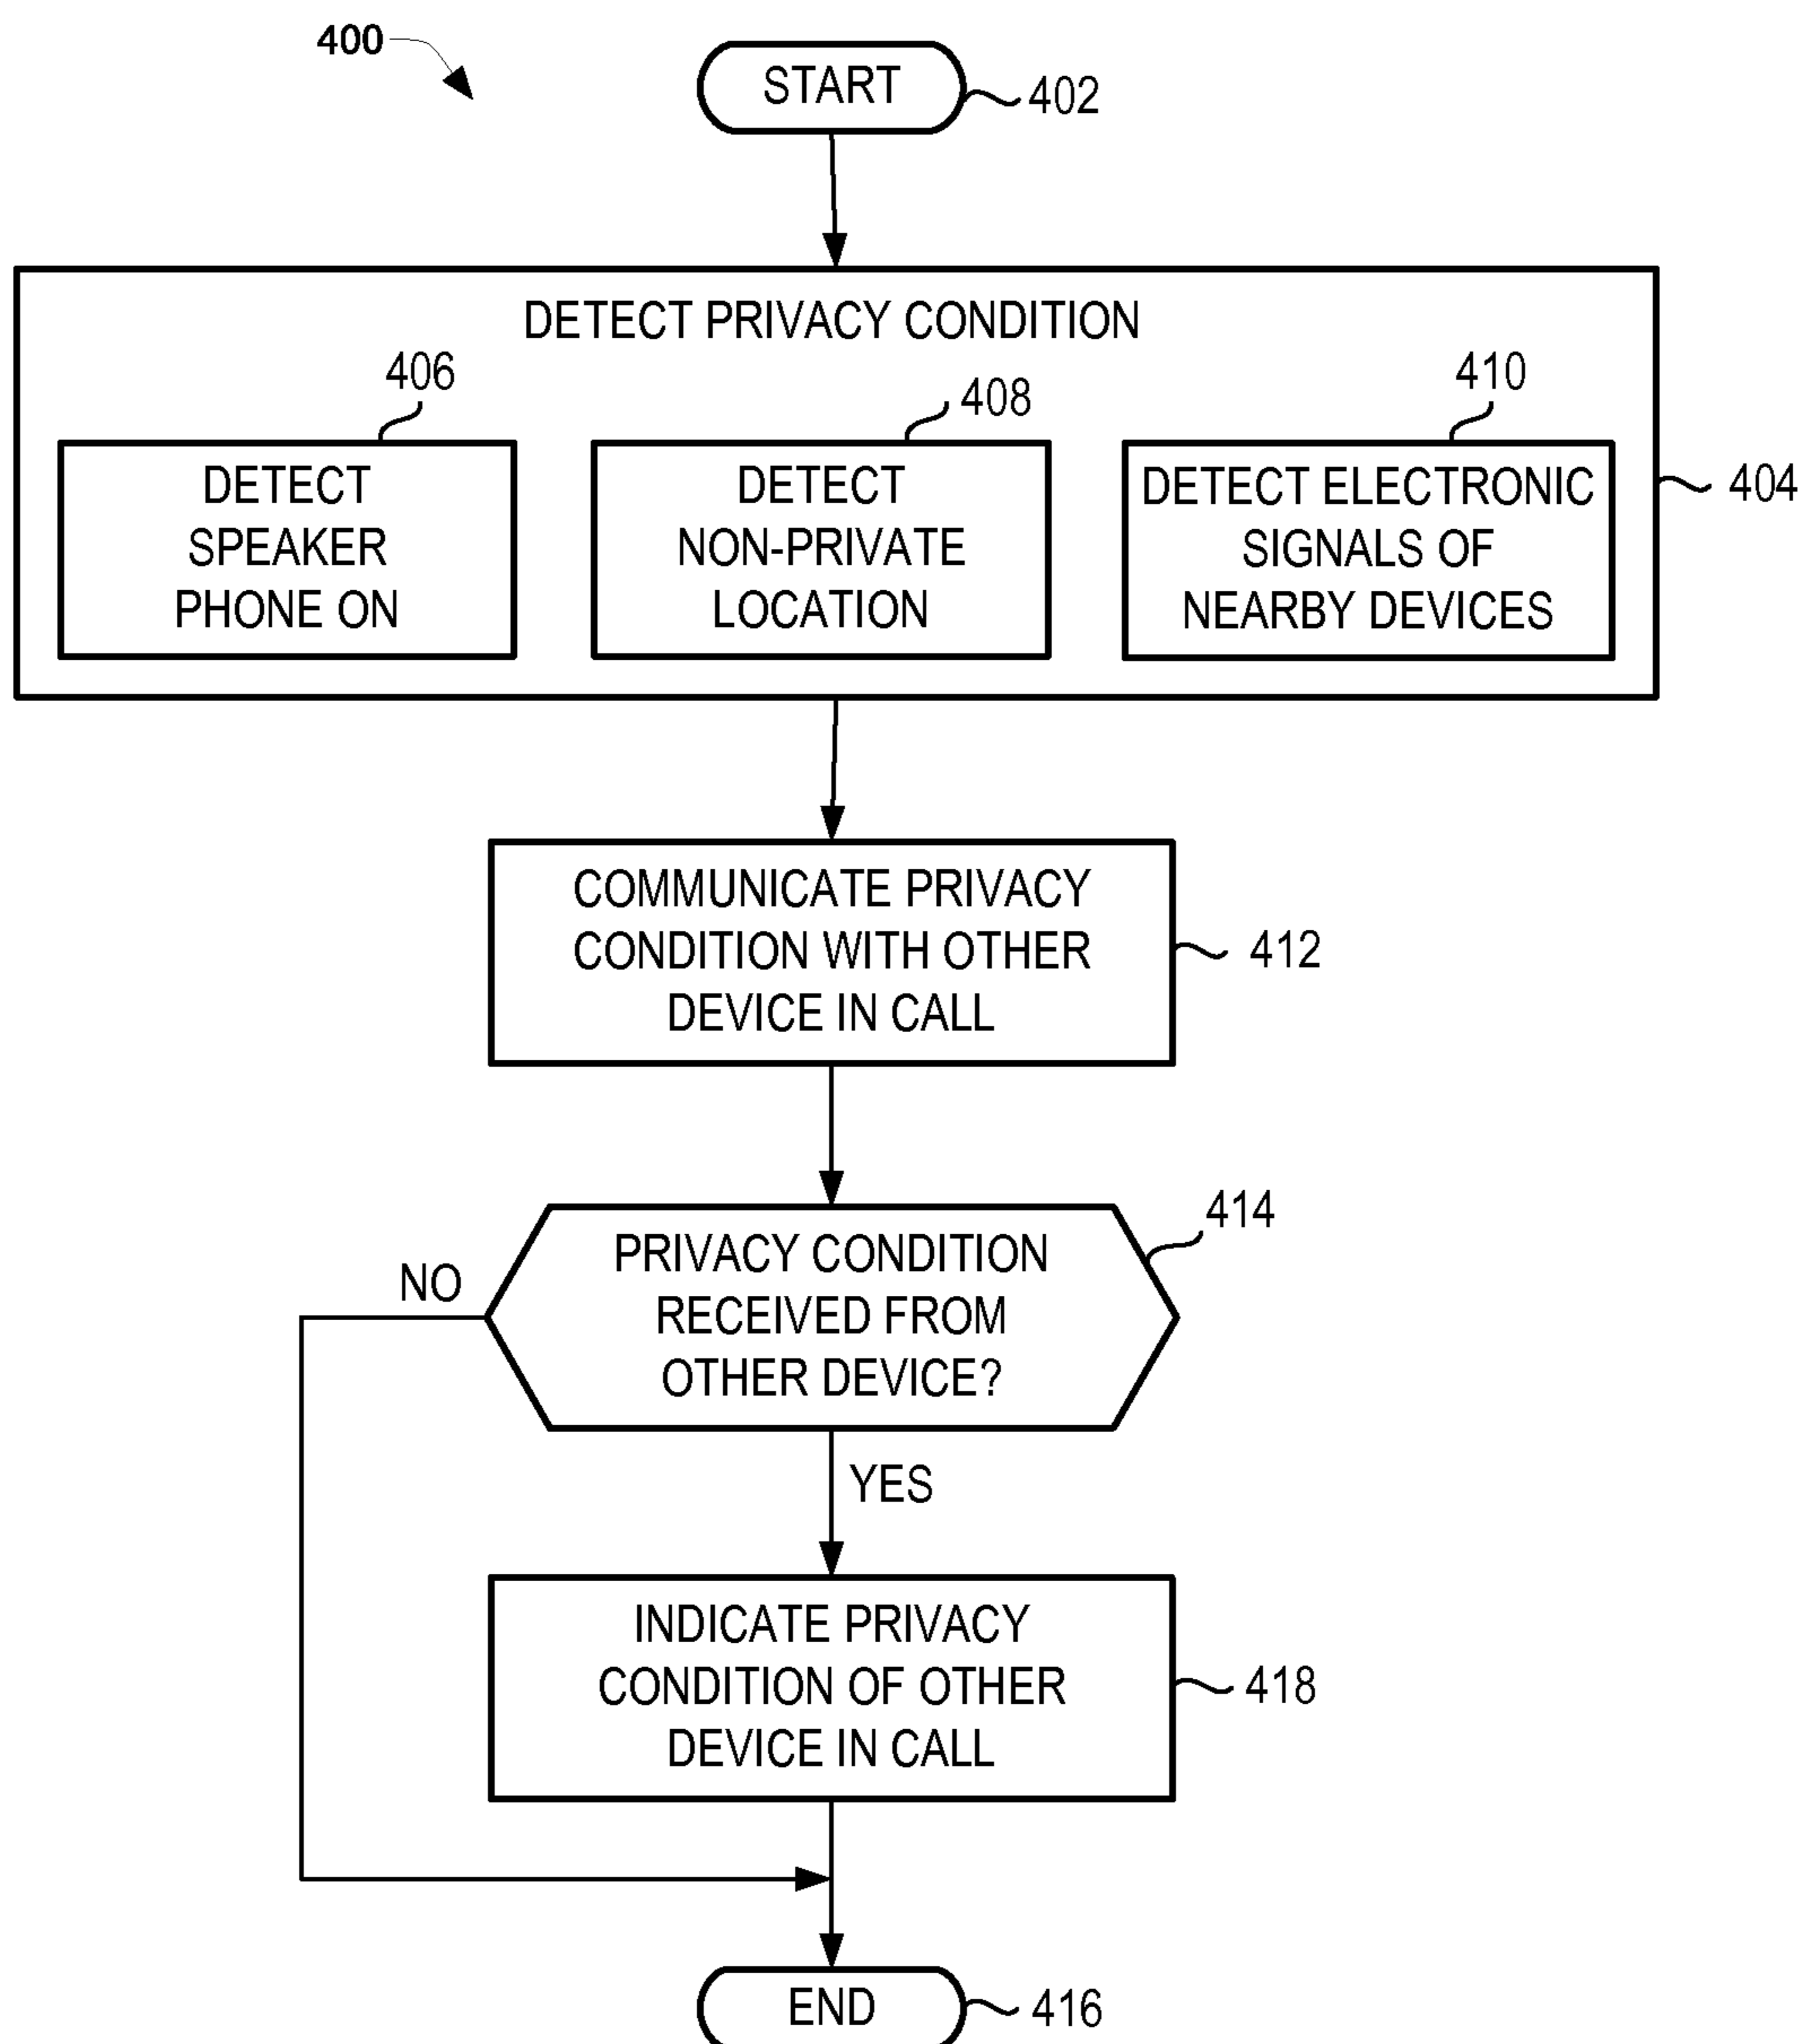 400
START
402
DETECT PRIVACY CONDITION
406
408
410
DETECT
SPEAKER
PHONE ON
DETECT
NON-PRIVATE
LOCATION
DETECT ELECTRONIC
SIGNALS OF
NEARBY DEVICES
404
COMMUNICATE PRIVACY
CONDITION WITH OTHER
DEVICE IN CALL
412
414
PRIVACY CONDITION
RECEIVED FROM
OTHER DEVICE?
NO
YES
INDICATE PRIVACY
CONDITION OF OTHER
DEVICE IN CALL
418
END
416